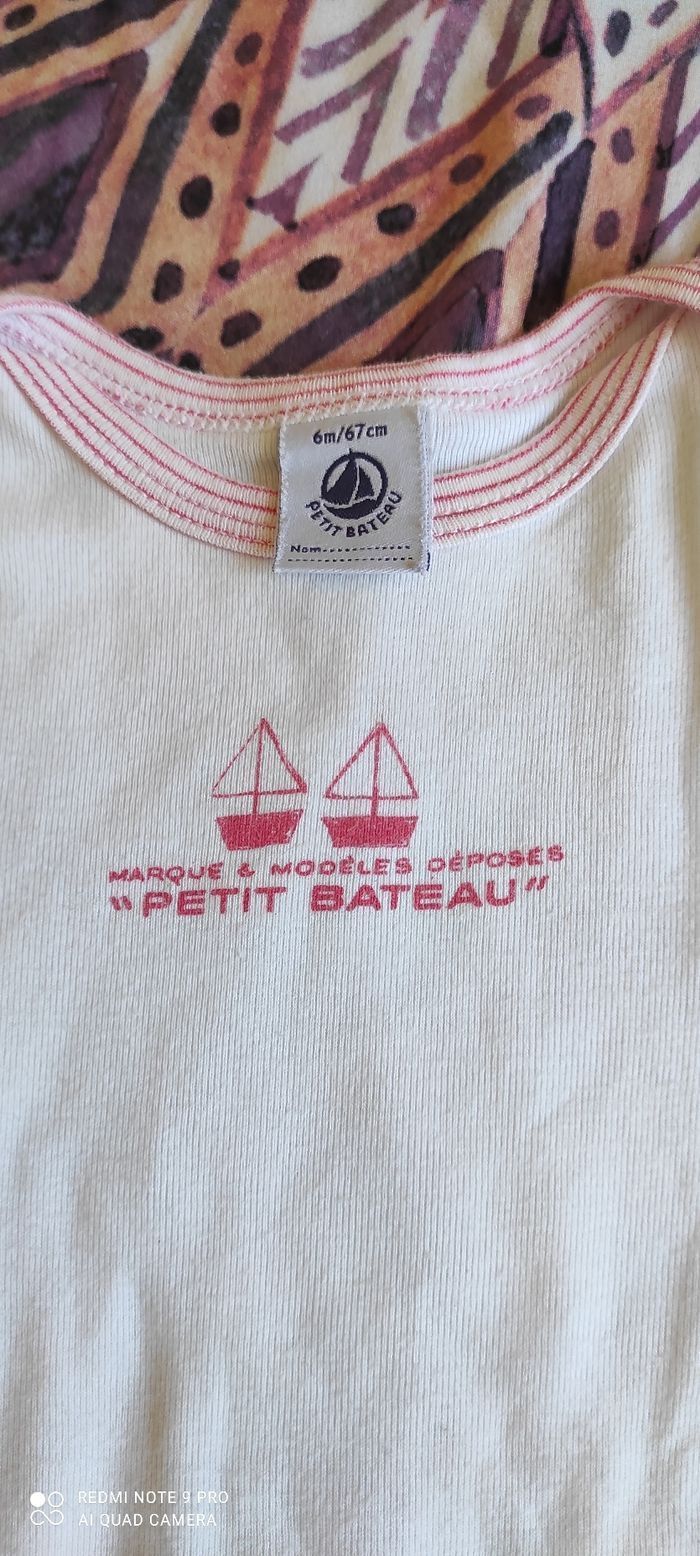 6m/67cm
PETIT BATEAU
Nom
MARQUE & MODÈLES DÉPOSÉS
"PETIT BATEAU"
REDMI NOTE 9 PRO
AI QUAD CAMERA